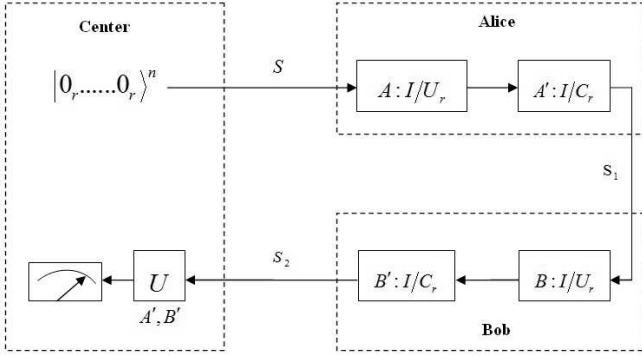 Center
Alice
|0_r......0_r⟩^n
S
A : I/U_r
A' : I/C_r
S_1
S_2
U
B' : I/C_r
B : I/U_r
A', B'
Bob